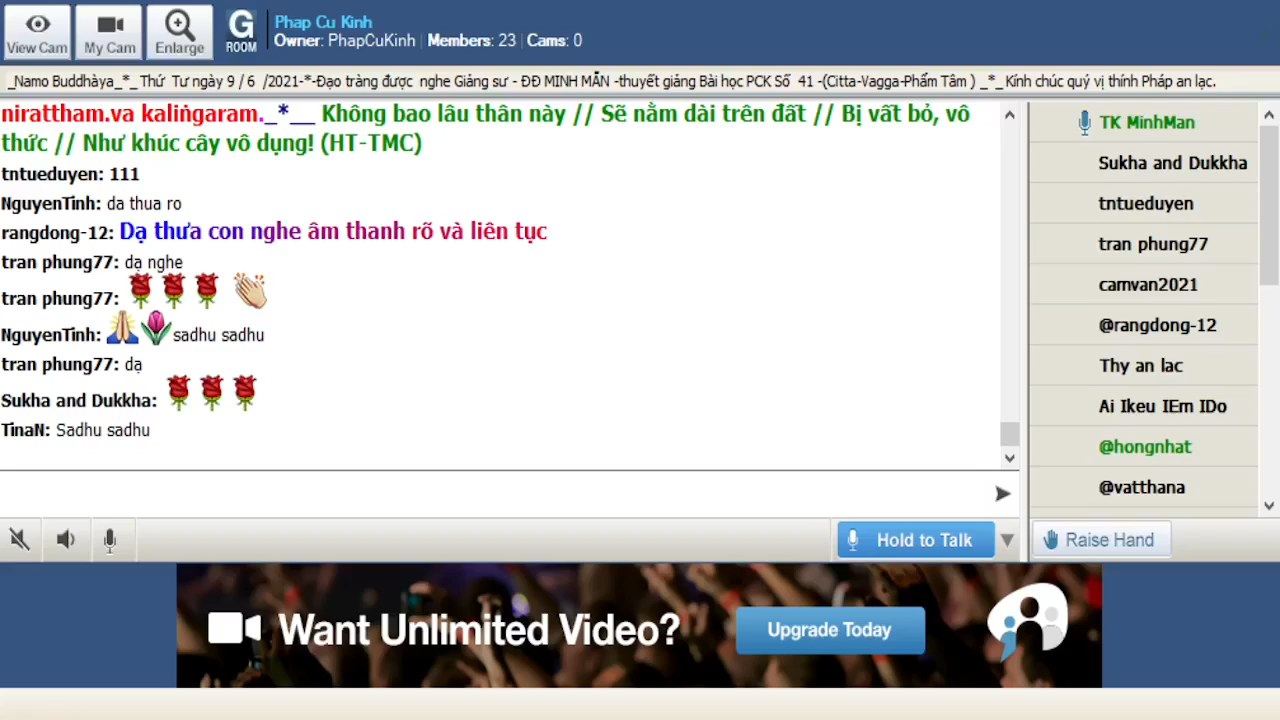 View Cam
My Cam
Enlarge
G
ROOM
Phap Cu Kinh
Owner: PhapCuKinh | Members: 23 | Cams: 0
_Namo Buddhàya_*_Thứ Tư ngày 9 / 6 /2021-*-Đạo tràng được nghe Giảng sư - ĐĐ MINH MẪN -thuyết giảng Bài học PCK Số 41 -(Citta-Vagga-Phẩm Tâm ) _*_Kính chúc quý vị thính Pháp an lạc.
nirattham.va kaliṅgaram._*__ Không bao lâu thân này // Sẽ nằm dài trên đất // Bị vất bỏ, vô
thức // Như khúc cây vô dụng! (HT-TMC)
tntueduyen: 111
NguyenTinh: da thua ro
rangdong-12: Dạ thưa con nghe âm thanh rõ và liên tục
tran phung77: dạ nghe
tran phung77:
NguyenTinh: sadhu sadhu
tran phung77: dạ
Sukha and Dukkha:
TinaN: Sadhu sadhu
TK MinhMan
Sukha and Dukkha
tntueduyen
tran phung77
camvan2021
@rangdong-12
Thy an lac
Ai Ikeu IEm IDo
@hongnhat
@vatthana
Hold to Talk
Raise Hand
Want Unlimited Video?
Upgrade Today